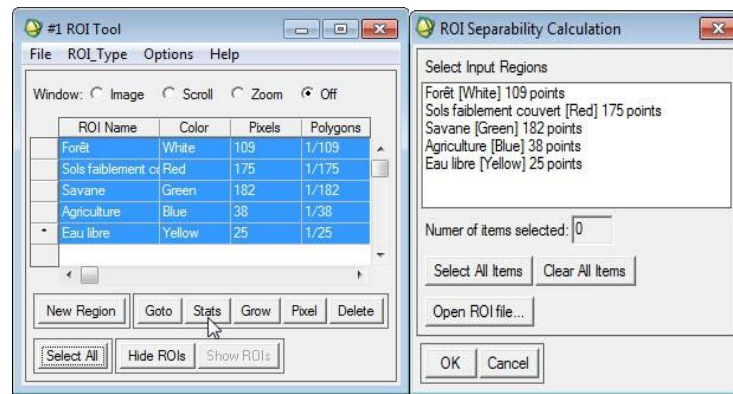 #1 ROI Tool
File ROI_Type Options Help
Window: Image Scroll Zoom Off
ROI Name Color Pixels Polygons
Forêt White 109 1/109
Sols faiblement co Red 175 1/175
Savane Green 182 1/182
Agriculture Blue 38 1/38
* Eau libre Yellow 25 1/25
New Region Goto Stats Grow Pixel Delete
Select All Hide ROIs Show ROIs
ROI Separability Calculation
Select Input Regions
Forêt [White] 109 points
Sols faiblement couvert [Red] 175 points
Savane [Green] 182 points
Agriculture [Blue] 38 points
Eau libre [Yellow] 25 points
Numer of items selected: 0
Select All Items Clear All Items
Open ROI file...
OK Cancel